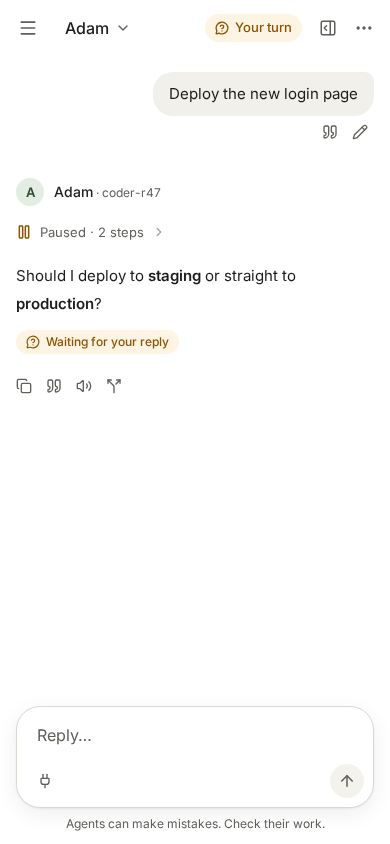 Adam
Your turn
Deploy the new login page
A
Adam · coder-r47
Paused · 2 steps
Should I deploy to staging or straight to
production?
Waiting for your reply
Reply...
Agents can make mistakes. Check their work.